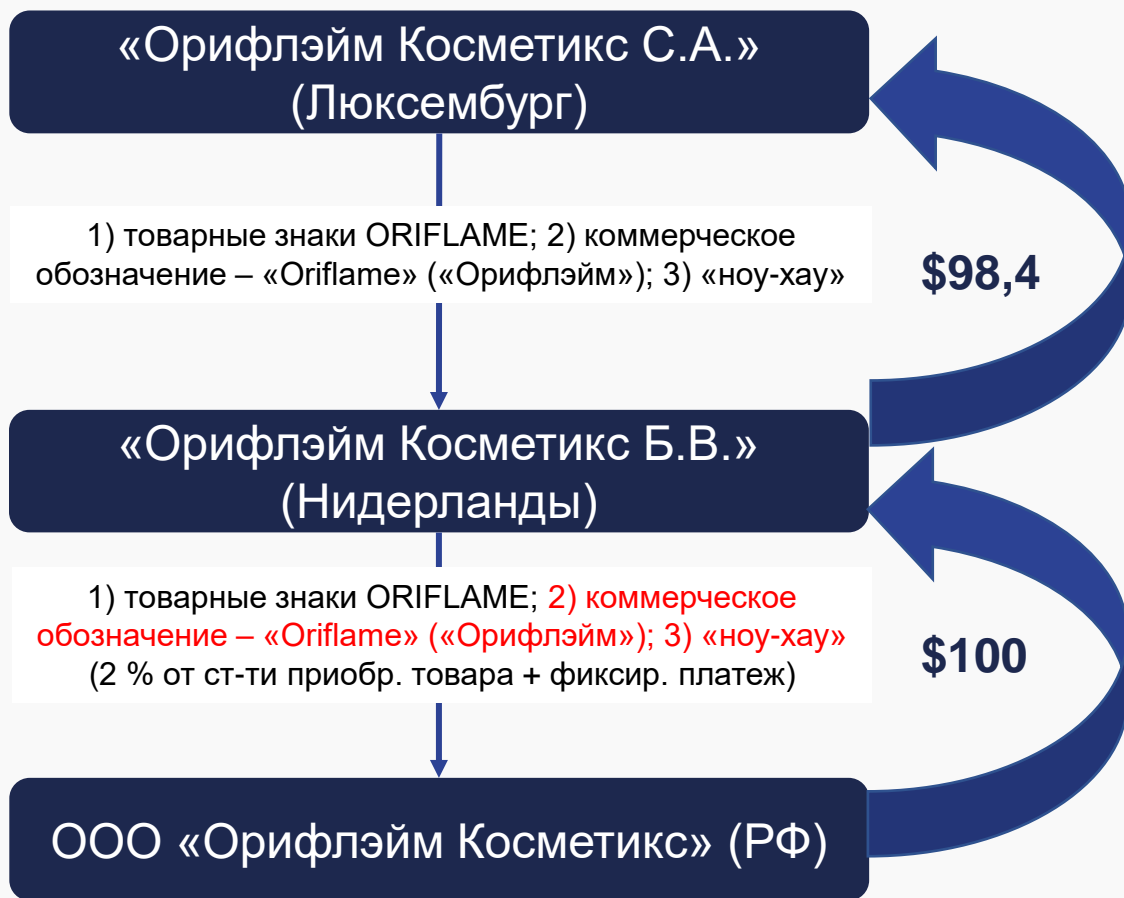 «Орифлэйм Косметикс С.А.»
(Люксембург)
1) товарные знаки ORIFLAME; 2) коммерческое
обозначение – «Oriflame» («Орифлэйм»); 3) «ноу-хау»
$98,4
«Орифлэйм Косметикс Б.В.»
(Нидерланды)
1) товарные знаки ORIFLAME; 2) коммерческое
обозначение – «Oriflame» («Орифлэйм»); 3) «ноу-хау»
(2 % от ст-ти приобр. товара + фиксир. платеж)
$100
ООО «Орифлэйм Косметикс» (РФ)